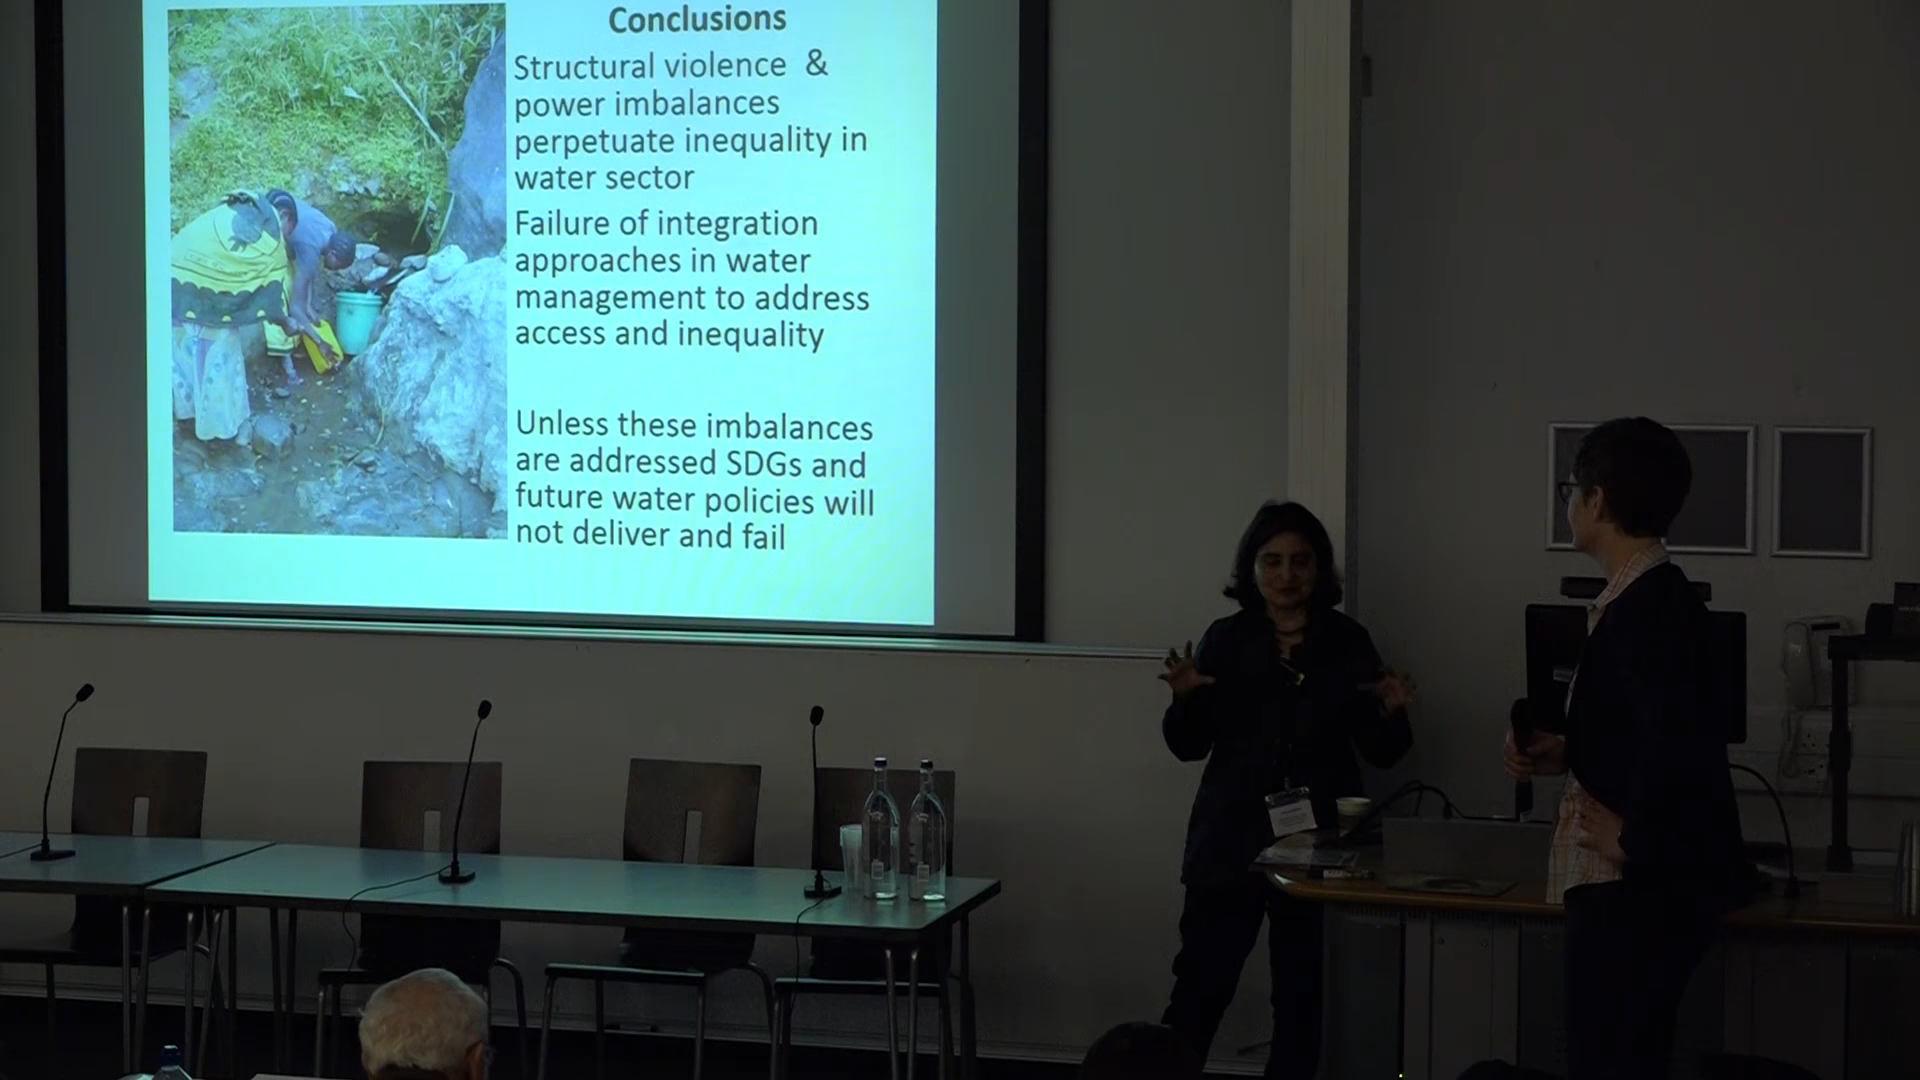 Conclusions
Structural violence &
power imbalances
perpetuate inequality in
water sector
Failure of integration
approaches in water
management to address
access and inequality
Unless these imbalances
are addressed SDGs and
future water policies will
not deliver and fail